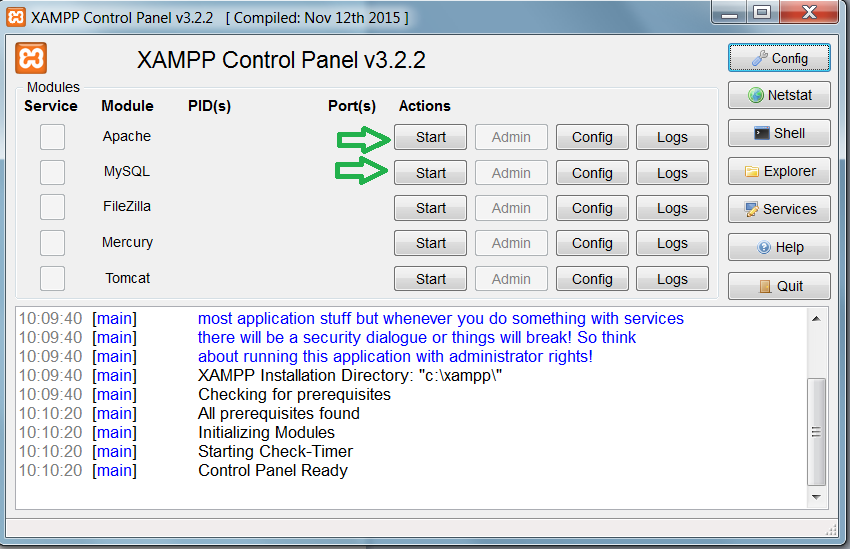 XAMPP Control Panel v3.2.2 [ Compiled: Nov 12th 2015 ]
XAMPP Control Panel v3.2.2
Config
Modules
Service Module PID(s) Port(s) Actions
Netstat
Apache Start Admin Config Logs
Shell
MySQL Start Admin Config Logs
Explorer
FileZilla Start Admin Config Logs
Services
Mercury Start Admin Config Logs
Help
Tomcat Start Admin Config Logs
Quit
10:09:40 [main] most application stuff but whenever you do something with services
10:09:40 [main] there will be a security dialogue or things will break! So think
10:09:40 [main] about running this application with administrator rights!
10:09:40 [main] XAMPP Installation Directory: "c:\xampp\"
10:09:40 [main] Checking for prerequisites
10:10:20 [main] All prerequisites found
10:10:20 [main] Initializing Modules
10:10:20 [main] Starting Check-Timer
10:10:20 [main] Control Panel Ready